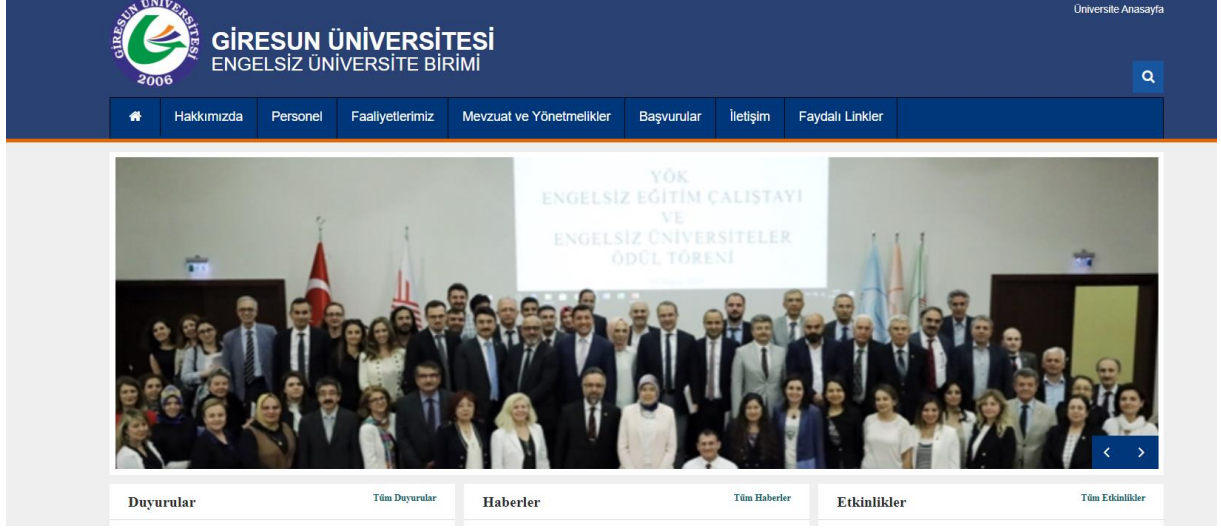 Üniversite Anasayfa
GİRESUN ÜNİVERSİTESİ
2006
GİRESUN ÜNİVERSİTESİ
ENGELSİZ ÜNİVERSİTE BİRİMİ
Hakkımızda Personel Faaliyetlerimiz Mevzuat ve Yönetmelikler Başvurular İletişim Faydalı Linkler
YÖK
ENGELSİZ EĞİTİM ÇALIŞTAYI
VE
ENGELSİZ ÜNİVERSİTELER
ÖDÜL TÖRENİ
Duyurular Tüm Duyurular Haberler Tüm Haberler Etkinlikler Tüm Etkinlikler